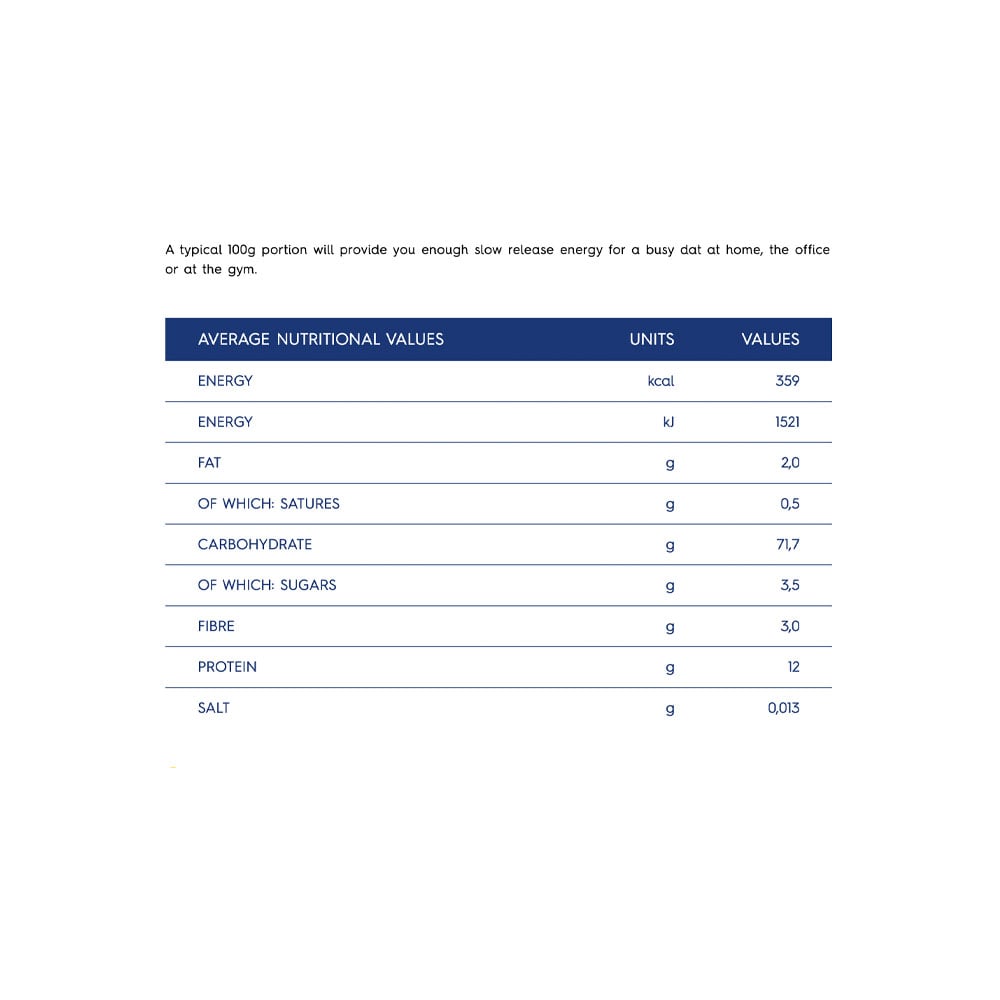 A typical 100g portion will provide you enough slow release energy for a busy dat at home, the office
or at the gym.
AVERAGE NUTRITIONAL VALUES UNITS VALUES
ENERGY kcal 359
ENERGY kJ 1521
FAT g 2,0
OF WHICH: SATURES g 0,5
CARBOHYDRATE g 71,7
OF WHICH: SUGARS g 3,5
FIBRE g 3,0
PROTEIN g 12
SALT g 0,013